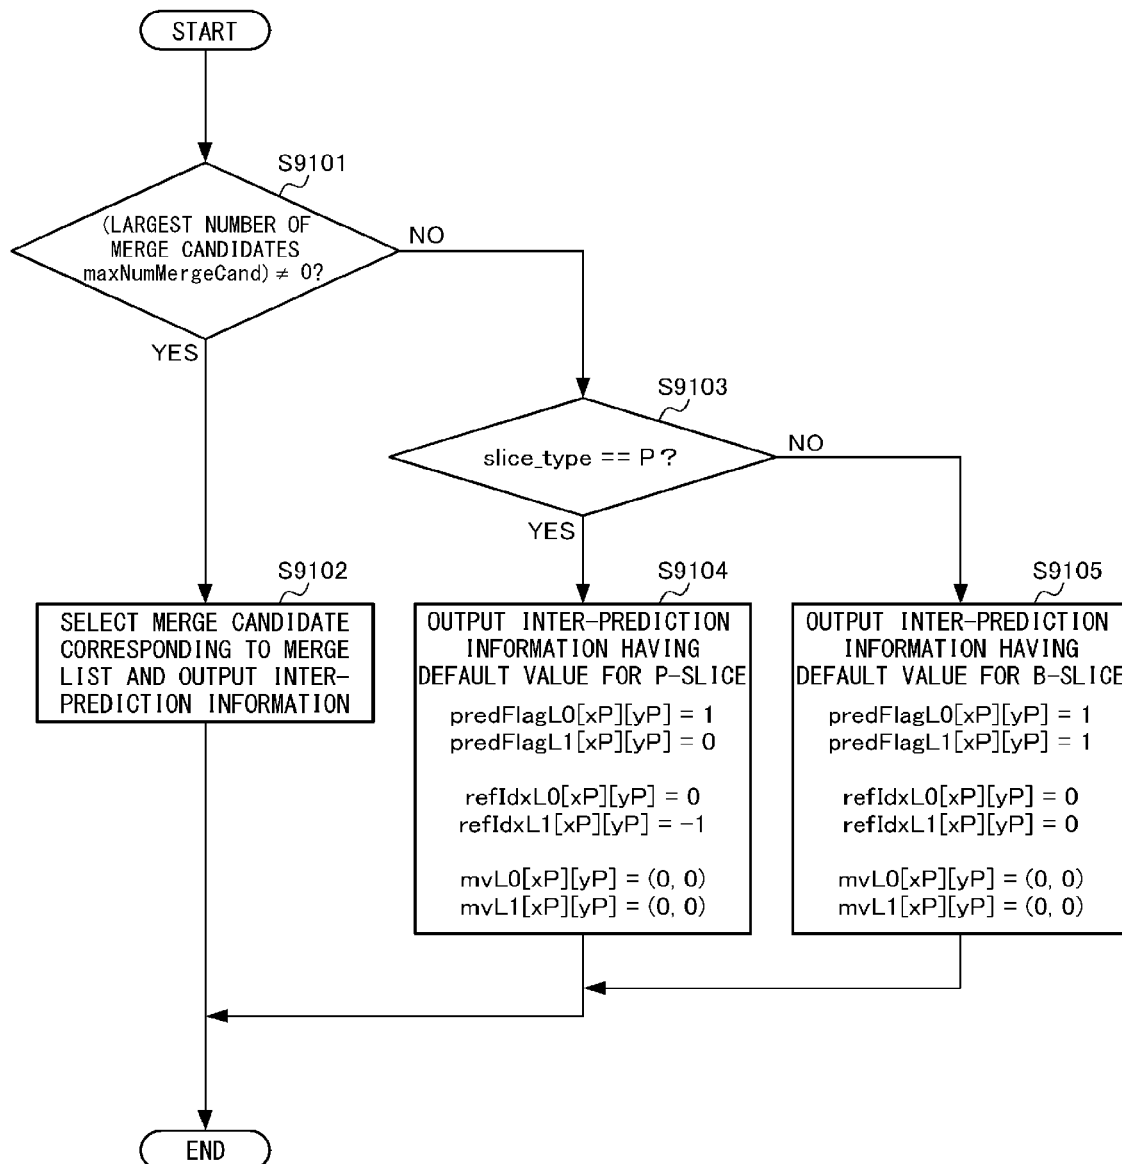 START
S9101
(LARGEST NUMBER OF
MERGE CANDIDATES
maxNumMergeCand) ≠ 0?
NO
YES
S9103
slice_type == P?
NO
YES
S9102
SELECT MERGE CANDIDATE
CORRESPONDING TO MERGE
LIST AND OUTPUT INTER-
PREDICTION INFORMATION
S9104
OUTPUT INTER-PREDICTION
INFORMATION HAVING
DEFAULT VALUE FOR P-SLICE
predFlagL0[xP][yP] = 1
predFlagL1[xP][yP] = 0
refIdxL0[xP][yP] = 0
refIdxL1[xP][yP] = -1
mvL0[xP][yP] = (0, 0)
mvL1[xP][yP] = (0, 0)
S9105
OUTPUT INTER-PREDICTION
INFORMATION HAVING
DEFAULT VALUE FOR B-SLICE
predFlagL0[xP][yP] = 1
predFlagL1[xP][yP] = 1
refIdxL0[xP][yP] = 0
refIdxL1[xP][yP] = 0
mvL0[xP][yP] = (0, 0)
mvL1[xP][yP] = (0, 0)
END